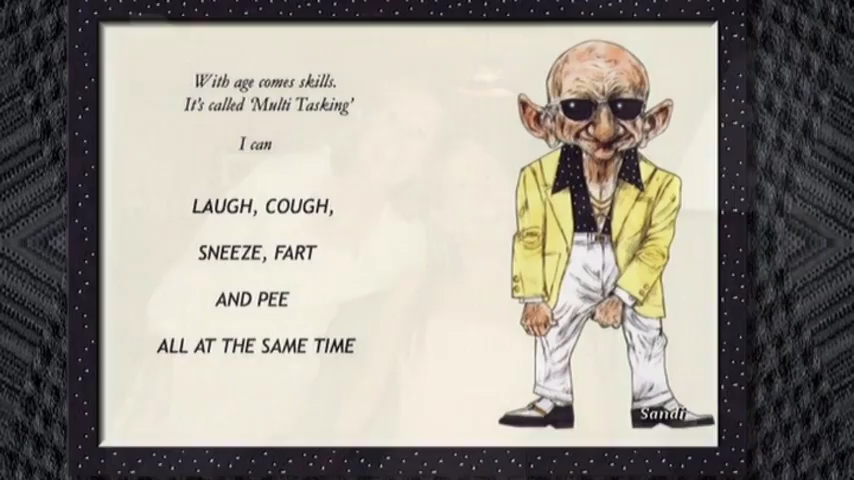 With age comes skills.
It's called 'Multi Tasking'
I can
LAUGH, COUGH,
SNEEZE, FART
AND PEE
ALL AT THE SAME TIME
Sandi